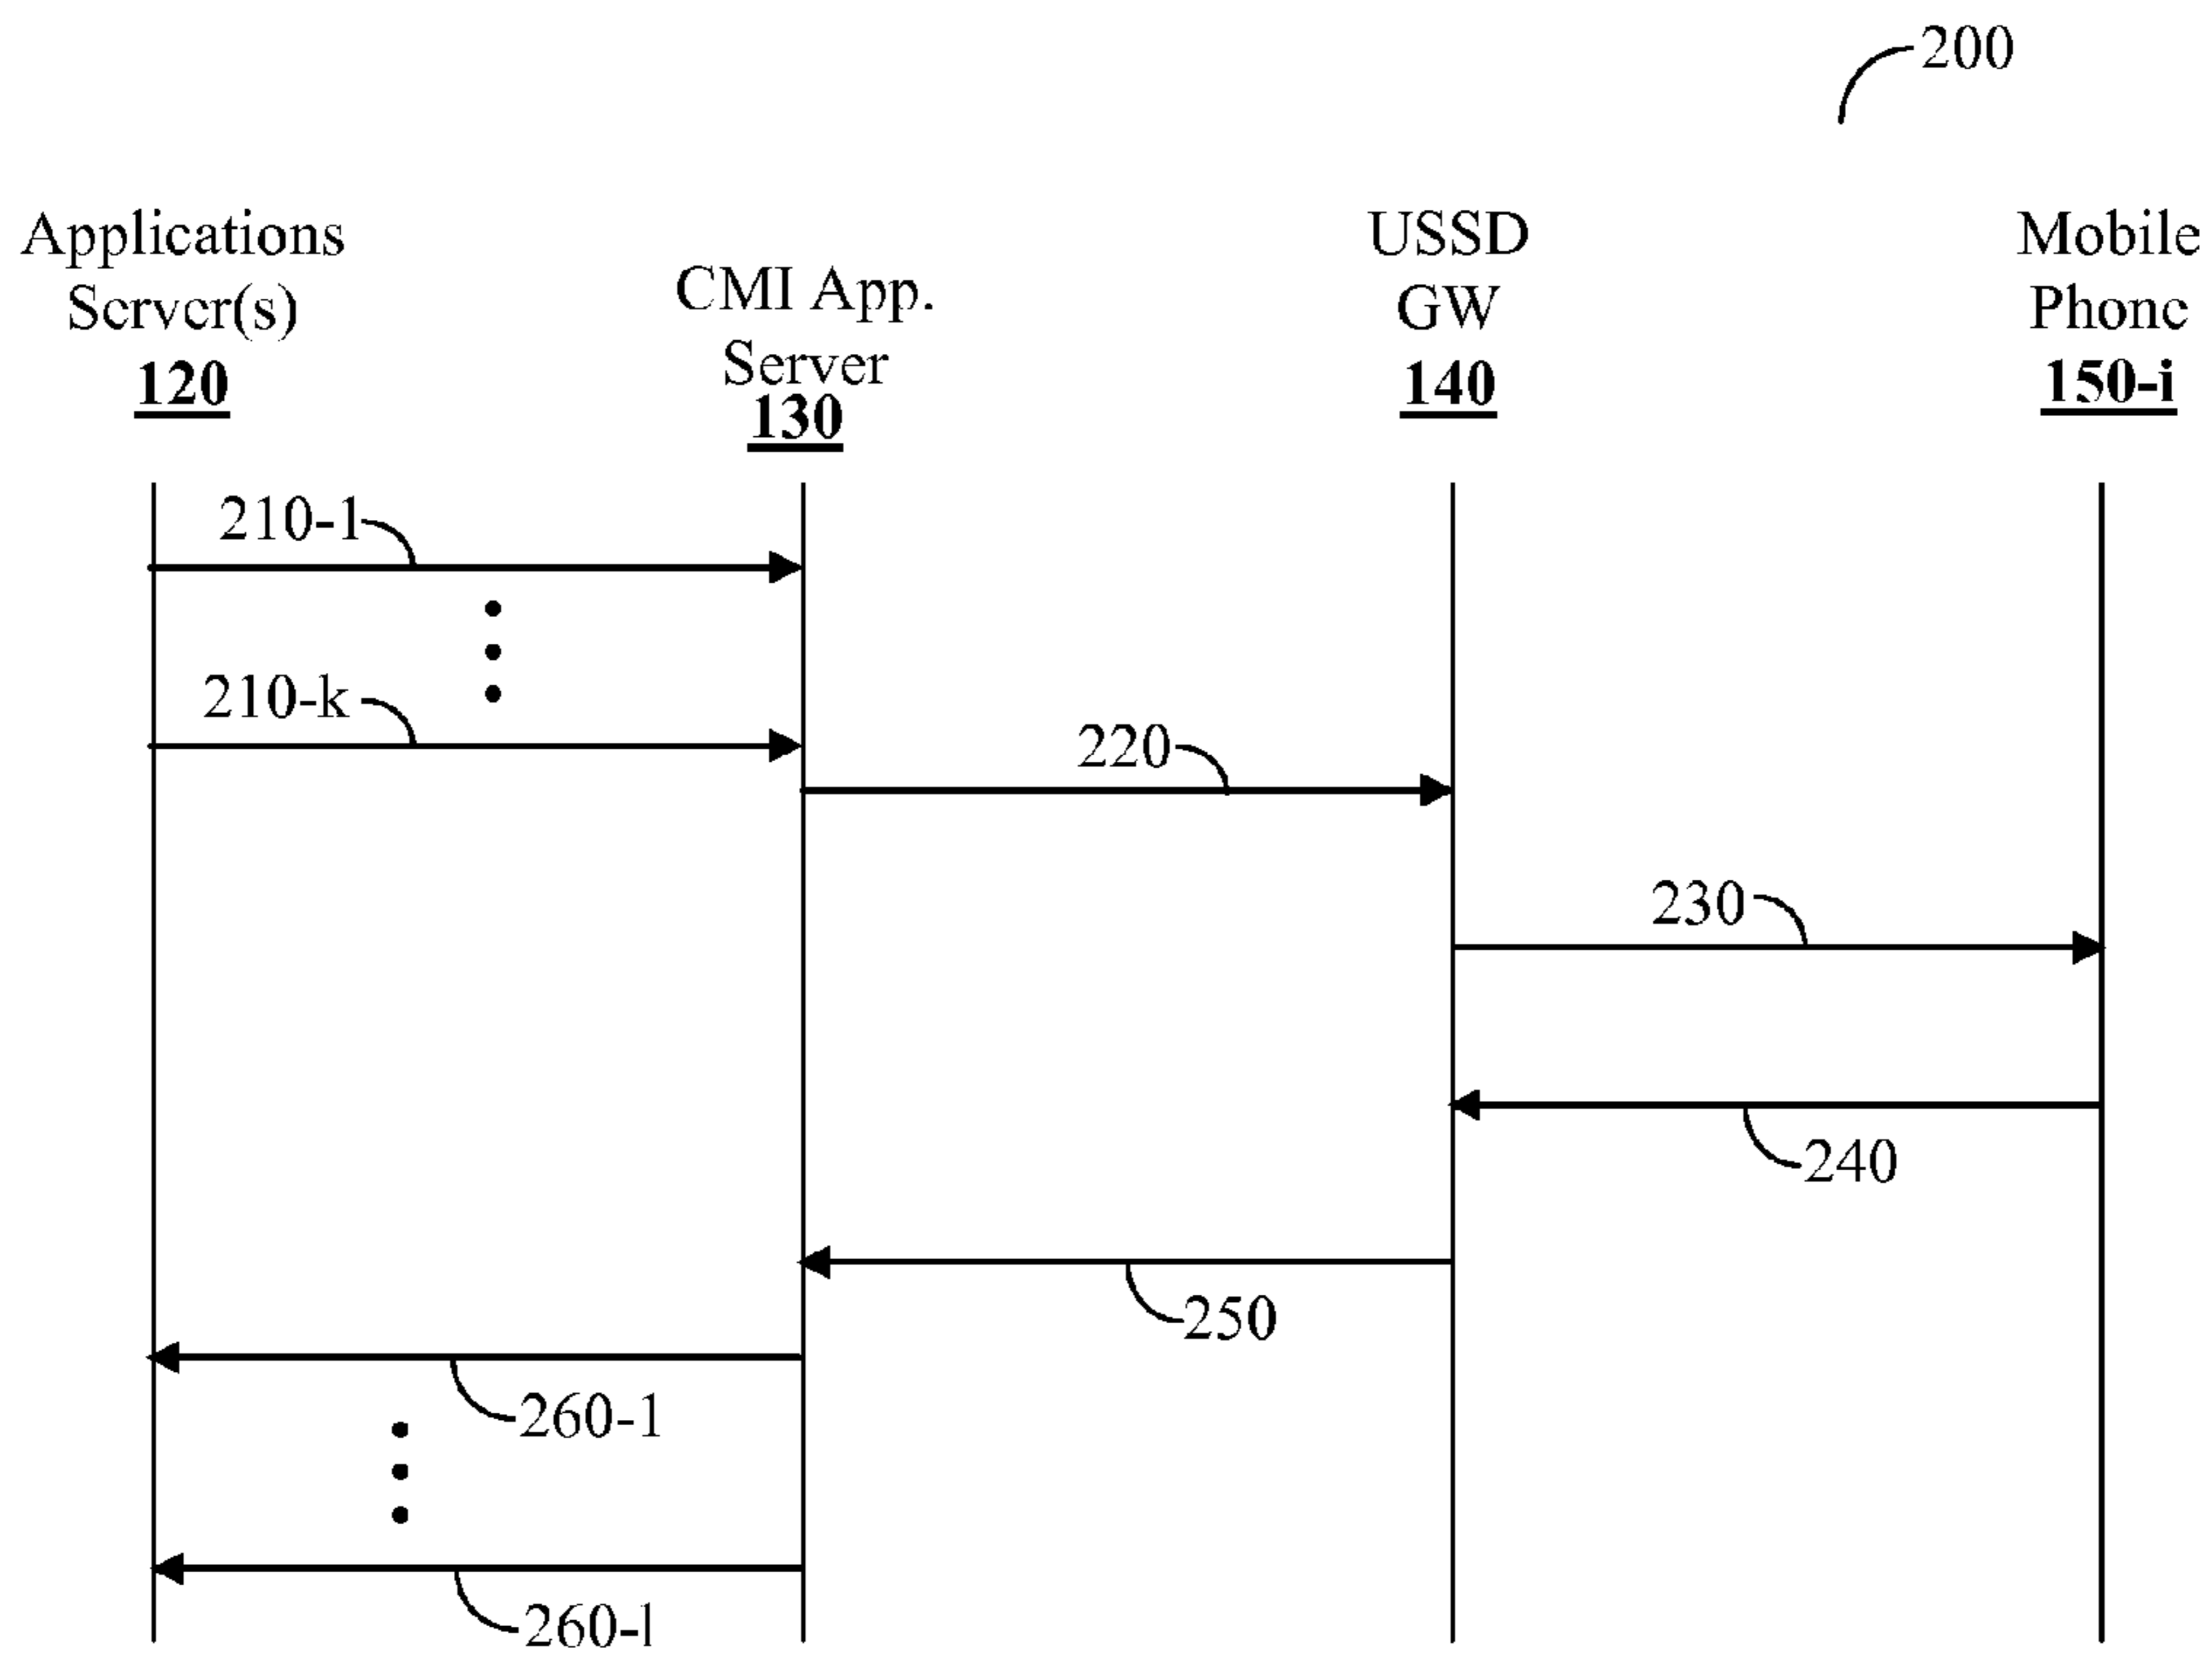 200
Applications
Server(s)
120
CMI App.
Server
130
USSD
GW
140
Mobile
Phone
150-i
210-1
210-k
220
230
240
250
260-1
260-l